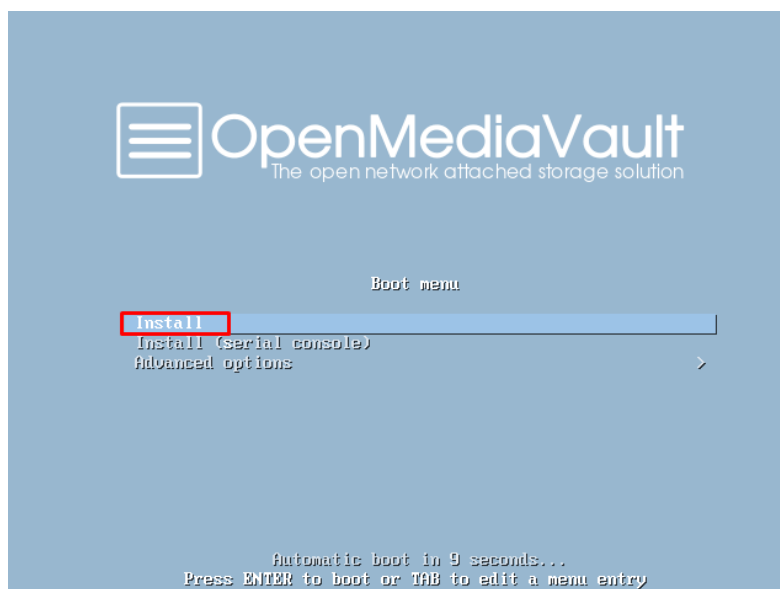 OpenMediaVault
The open network attached storage solution
Boot menu
Install
Install (serial console)
Advanced options >
Automatic boot in 9 seconds...
Press ENTER to boot or TAB to edit a menu entry